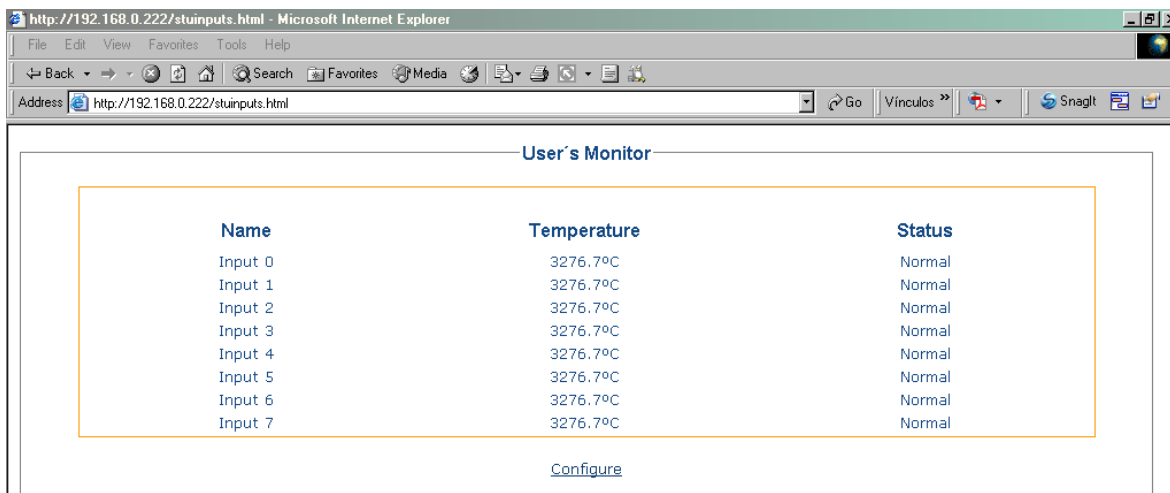 http://192.168.0.222/stuinputs.html - Microsoft Internet Explorer
File Edit View Favorites Tools Help
Back Search Favorites Media
Address http://192.168.0.222/stuinputs.html Go Vínculos » SnagIt
User´s Monitor
Name Temperature Status
Input 0 3276.7ºC Normal
Input 1 3276.7ºC Normal
Input 2 3276.7ºC Normal
Input 3 3276.7ºC Normal
Input 4 3276.7ºC Normal
Input 5 3276.7ºC Normal
Input 6 3276.7ºC Normal
Input 7 3276.7ºC Normal
Configure